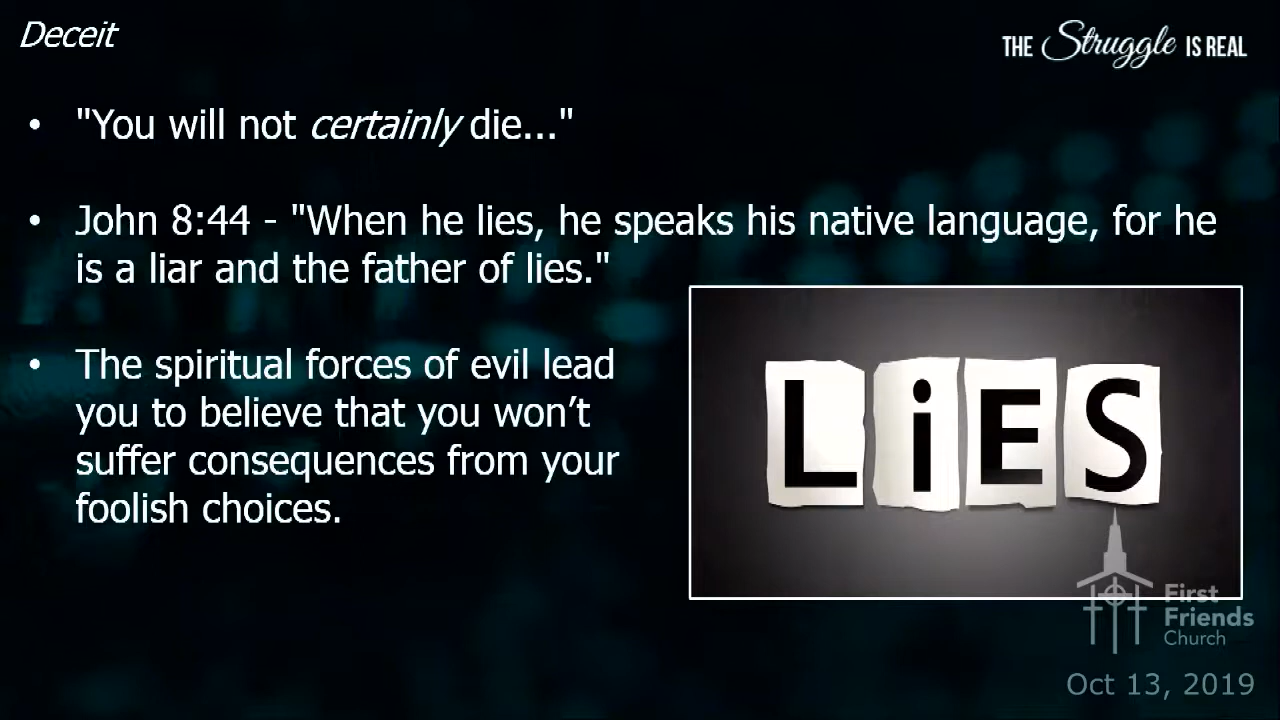 Deceit
THE Struggle IS REAL
• "You will not certainly die..."
• John 8:44 - "When he lies, he speaks his native language, for he
is a liar and the father of lies."
• The spiritual forces of evil lead
you to believe that you won’t
suffer consequences from your
foolish choices.
LiES
First
Friends
Church
Oct 13, 2019